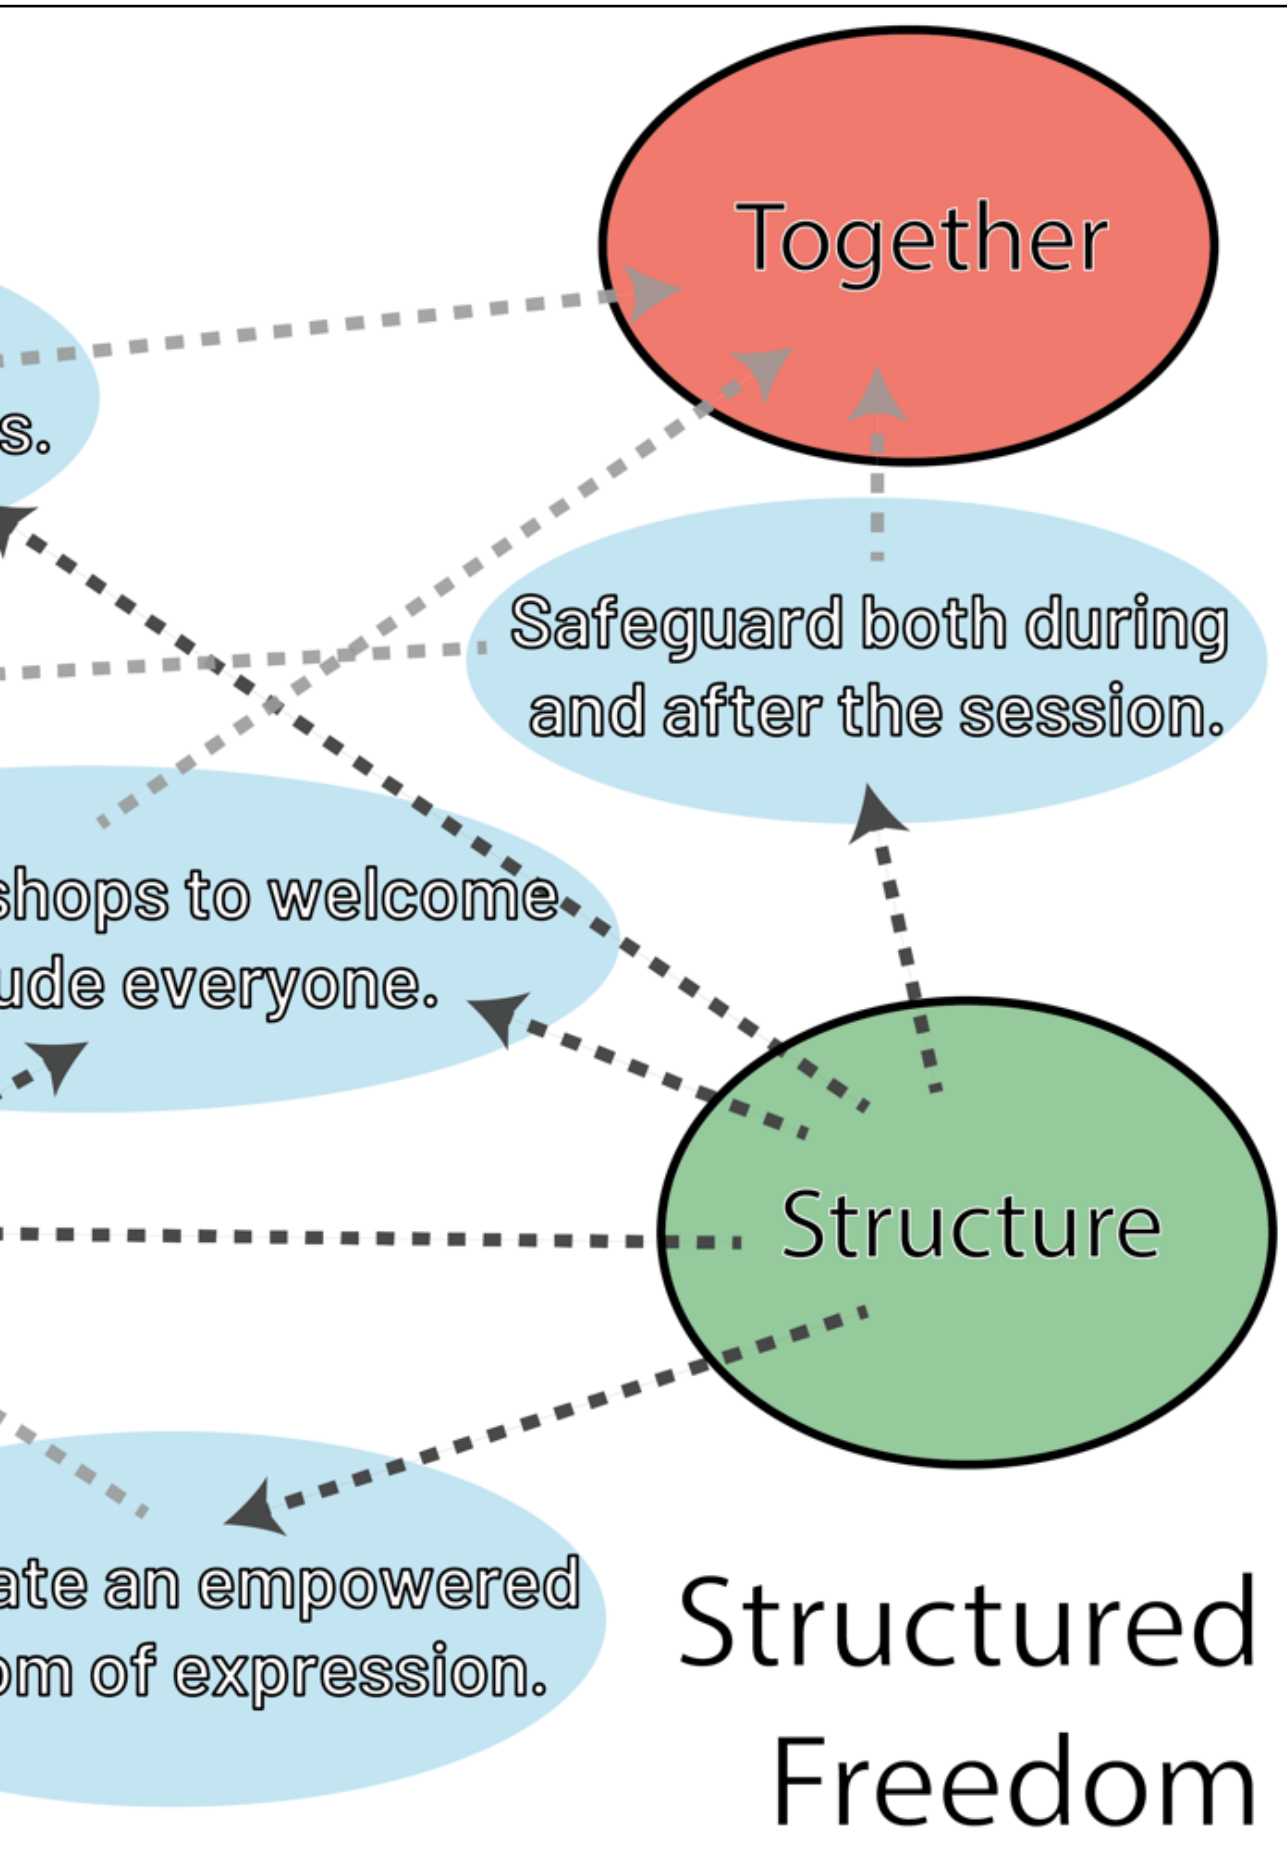 Together
s.
Safeguard both during
and after the session.
shops to welcome
ude everyone.
Structure
ate an empowered
om of expression.
Structured
Freedom